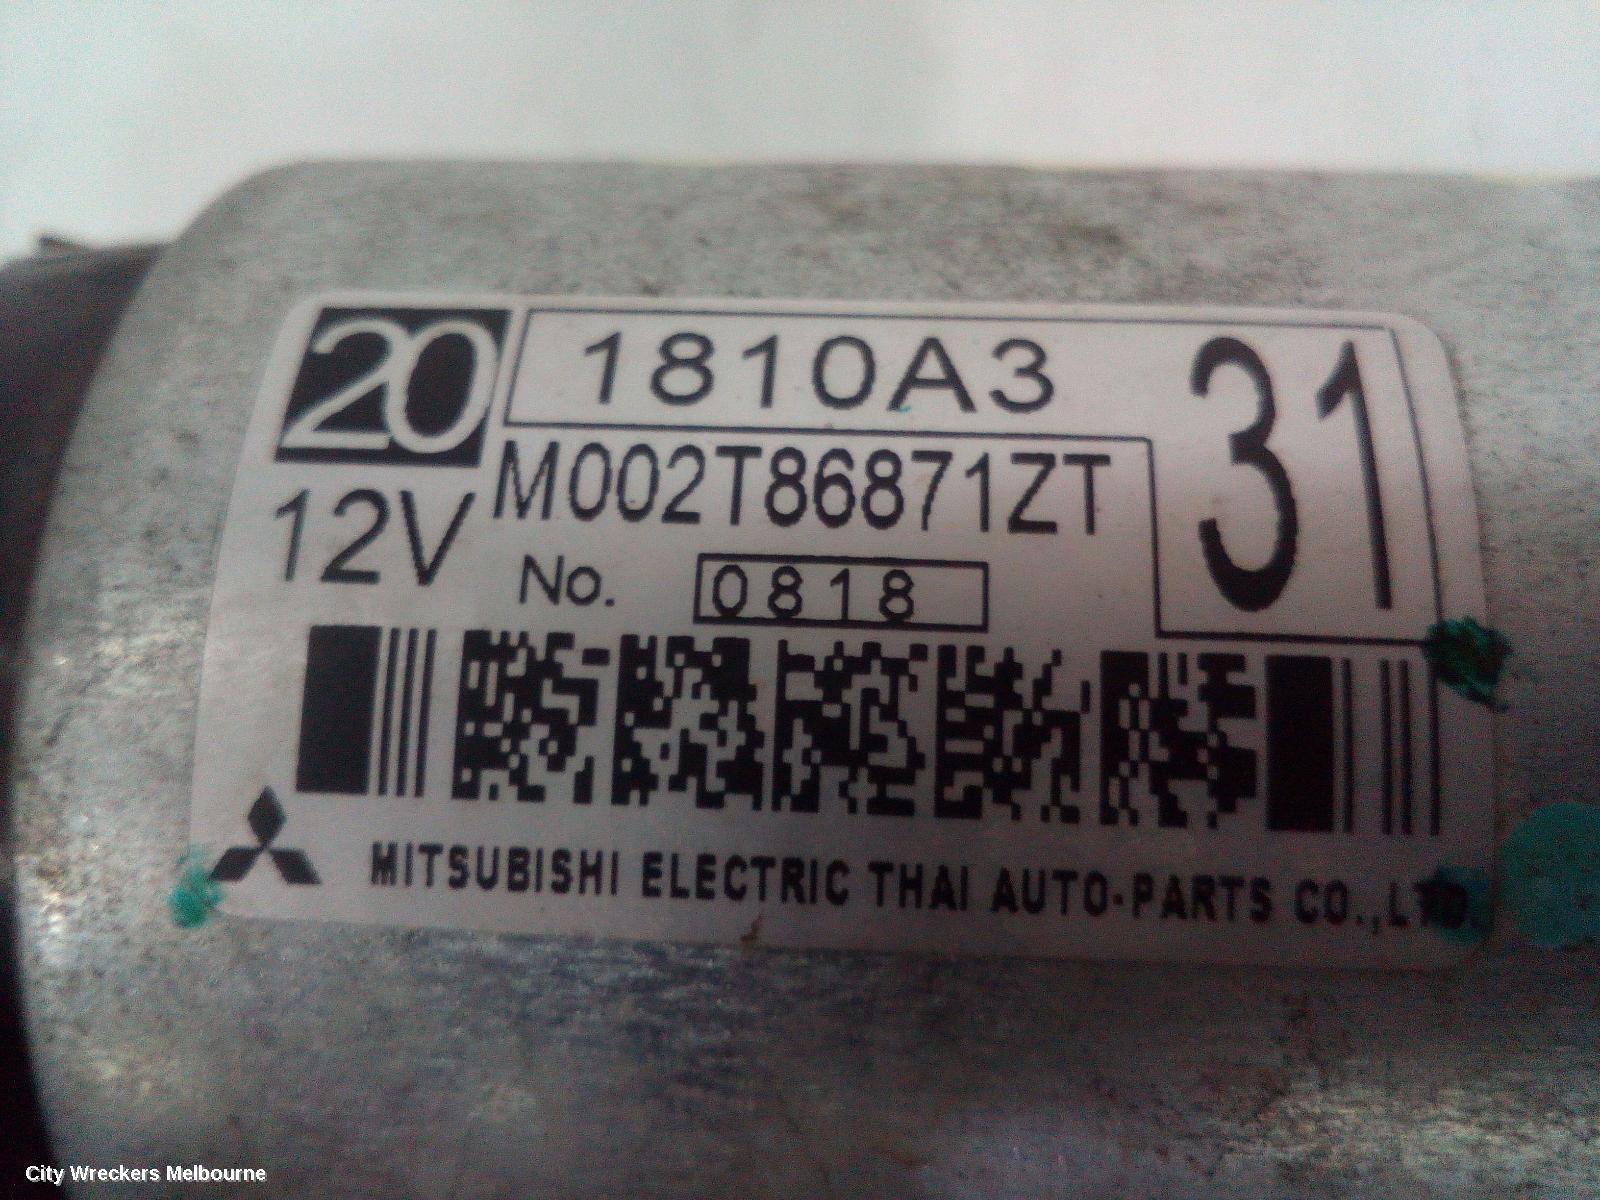 20
1810A3
31
M002T86871ZT
12V
No. 0818
MITSUBISHI ELECTRIC THAI AUTO-PARTS CO.,LTD.
City Wreckers Melbourne